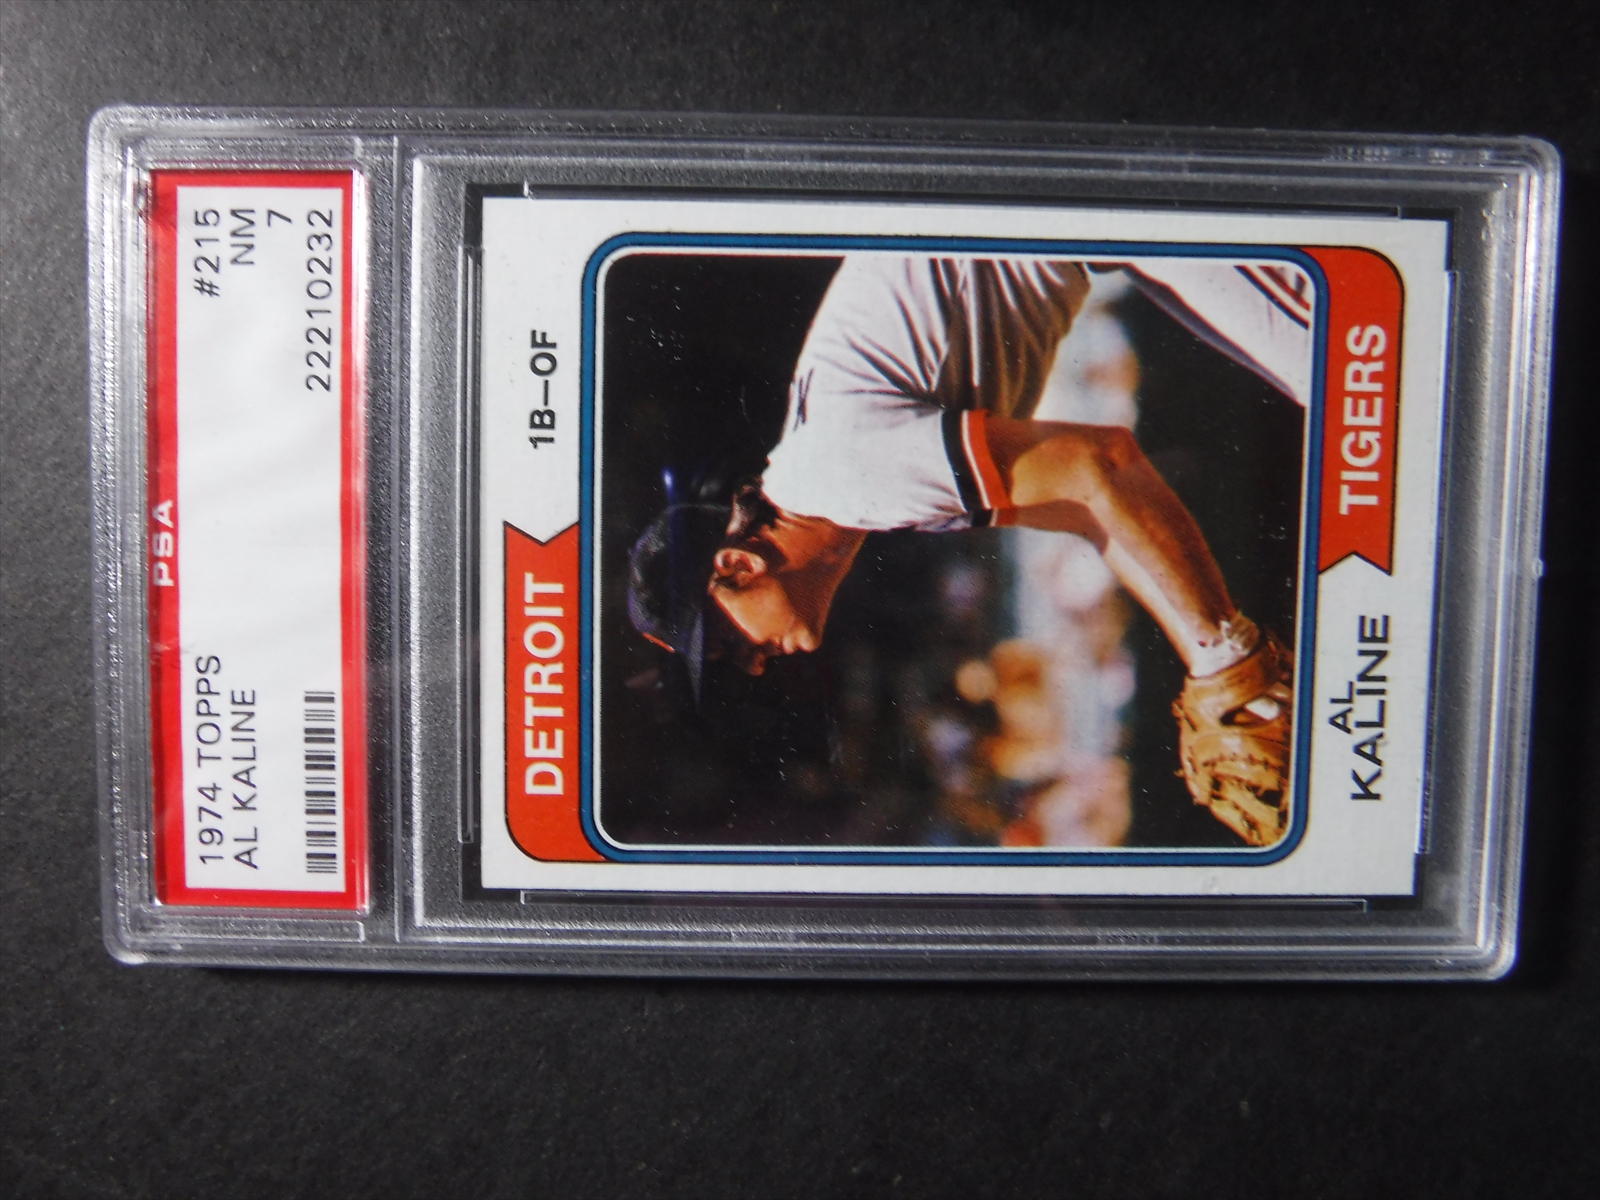 PSA
1974 TOPPS #215
AL KALINE NM
7
22210232
DETROIT 1B–OF
TIGERS
AL
KALINE